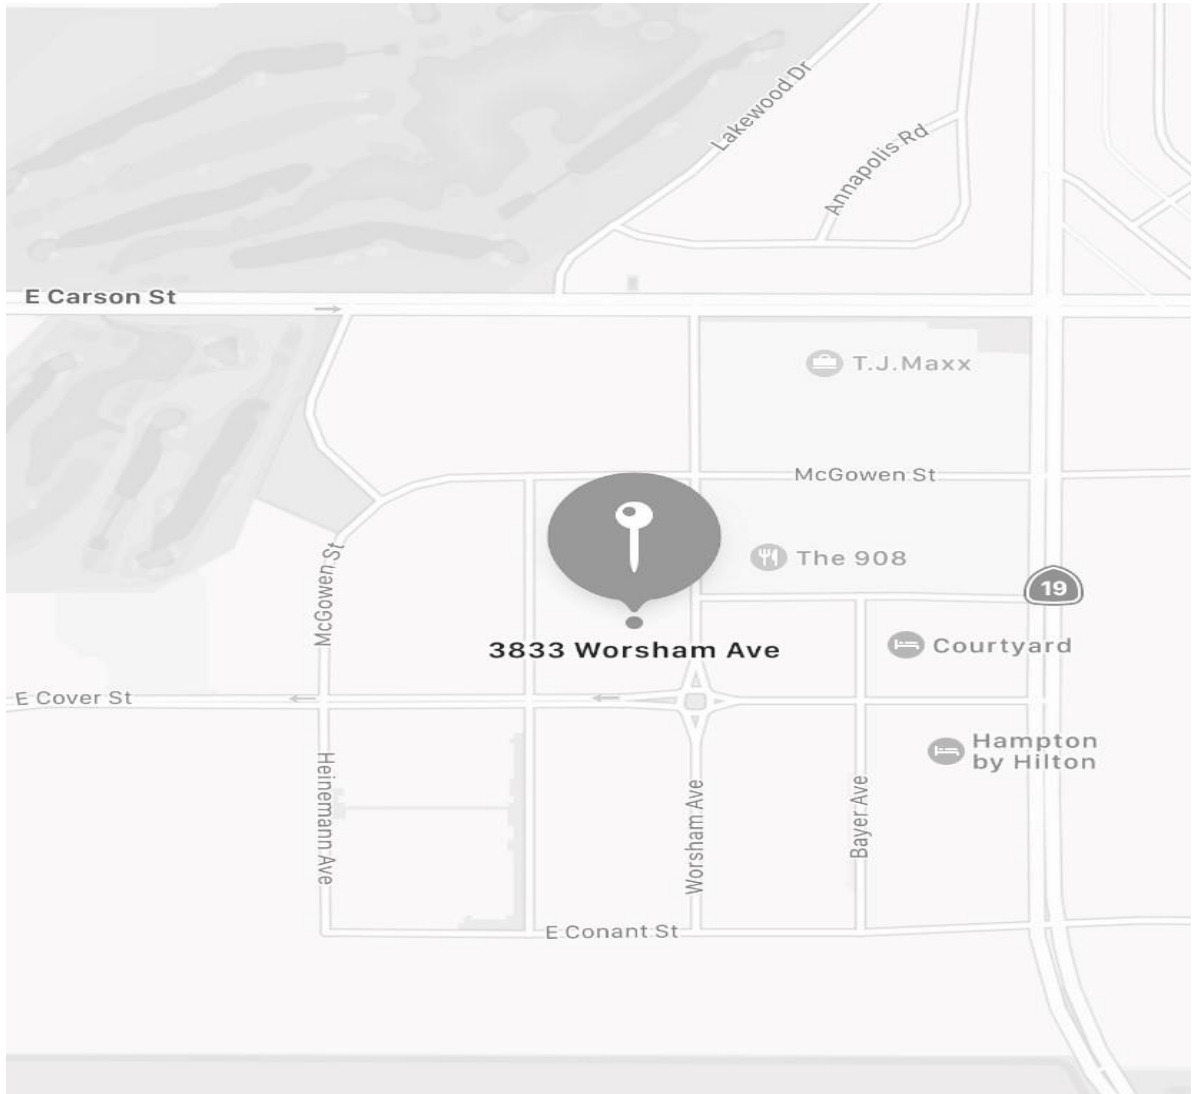 Lakewood Dr
Annapolis Rd
E Carson St
T.J.Maxx
McGowen St
The 908
19
McGowen St
3833 Worsham Ave
Courtyard
E Cover St
Hampton
by Hilton
Heinemann Ave
Worsham Ave
Bayer Ave
E Conant St